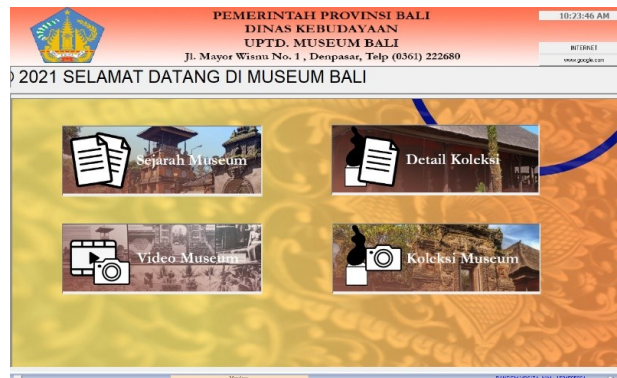 PEMERINTAH PROVINSI BALI
DINAS KEBUDAYAAN
UPTD. MUSEUM BALI
Jl. Mayor Wisnu No. 1 , Denpasar, Telp (0361) 222680
10:23:46 AM
INTERNET
www.google.com
2021 SELAMAT DATANG DI MUSEUM BALI
Sejarah Museum
Detail Koleksi
Video Museum
Koleksi Museum